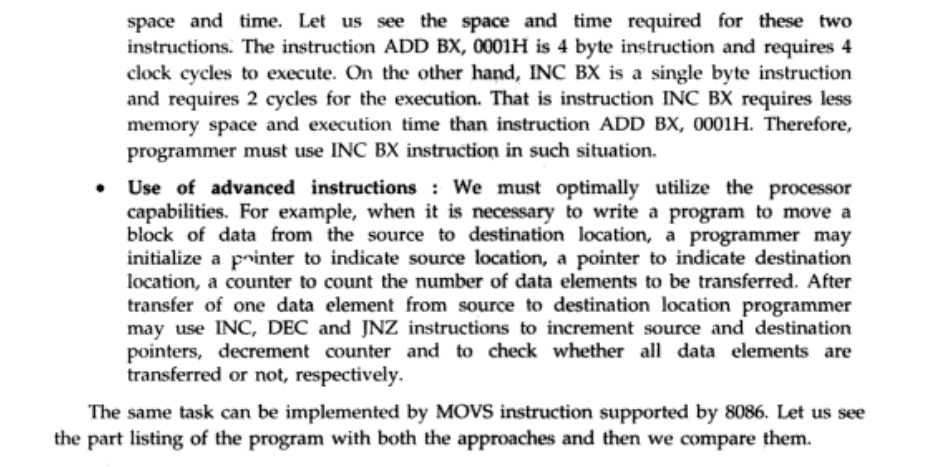 space and time. Let us see the space and time required for these two
instructions. The instruction ADD BX, 0001H is 4 byte instruction and requires 4
clock cycles to execute. On the other hand, INC BX is a single byte instruction
and requires 2 cycles for the execution. That is instruction INC BX requires less
memory space and execution time than instruction ADD BX, 0001H. Therefore,
programmer must use INC BX instruction in such situation.
• Use of advanced instructions : We must optimally utilize the processor
capabilities. For example, when it is necessary to write a program to move a
block of data from the source to destination location, a programmer may
initialize a pointer to indicate source location, a pointer to indicate destination
location, a counter to count the number of data elements to be transferred. After
transfer of one data element from source to destination location programmer
may use INC, DEC and JNZ instructions to increment source and destination
pointers, decrement counter and to check whether all data elements are
transferred or not, respectively.
The same task can be implemented by MOVS instruction supported by 8086. Let us see
the part listing of the program with both the approaches and then we compare them.